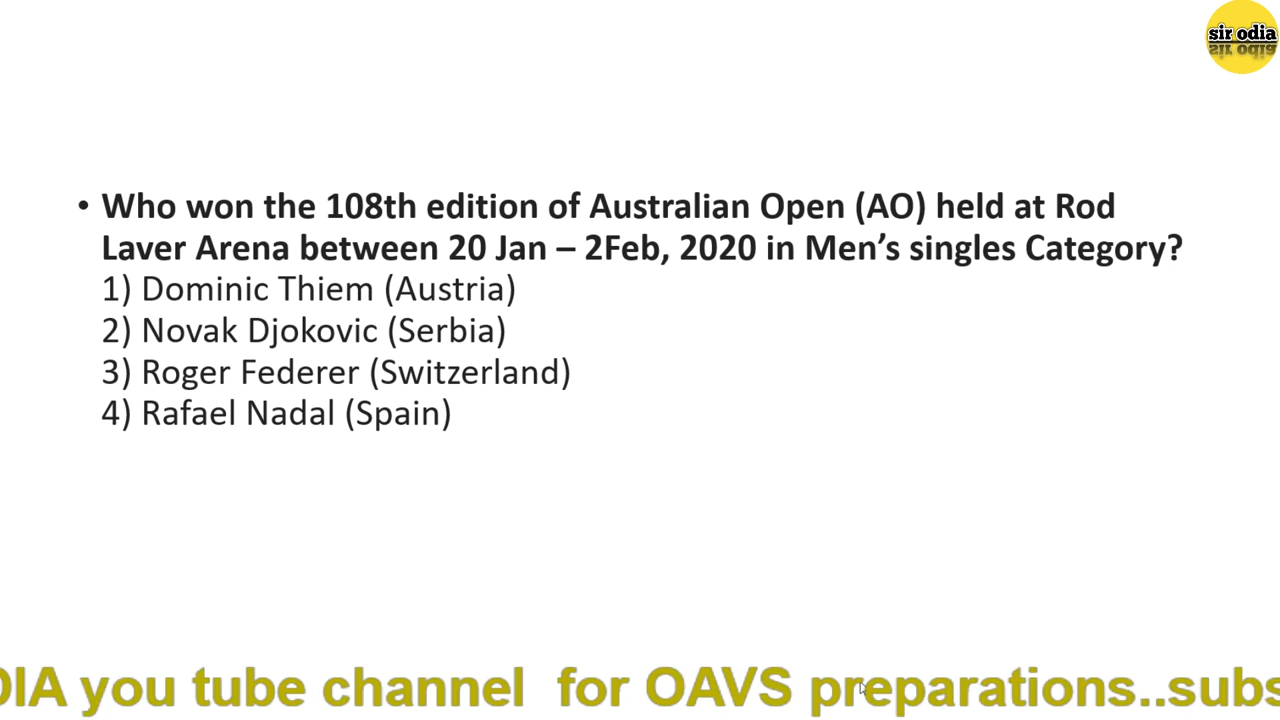 sir odia
• Who won the 108th edition of Australian Open (AO) held at Rod
Laver Arena between 20 Jan – 2Feb, 2020 in Men’s singles Category?
1) Dominic Thiem (Austria)
2) Novak Djokovic (Serbia)
3) Roger Federer (Switzerland)
4) Rafael Nadal (Spain)
DIA you tube channel for OAVS preparations..subs